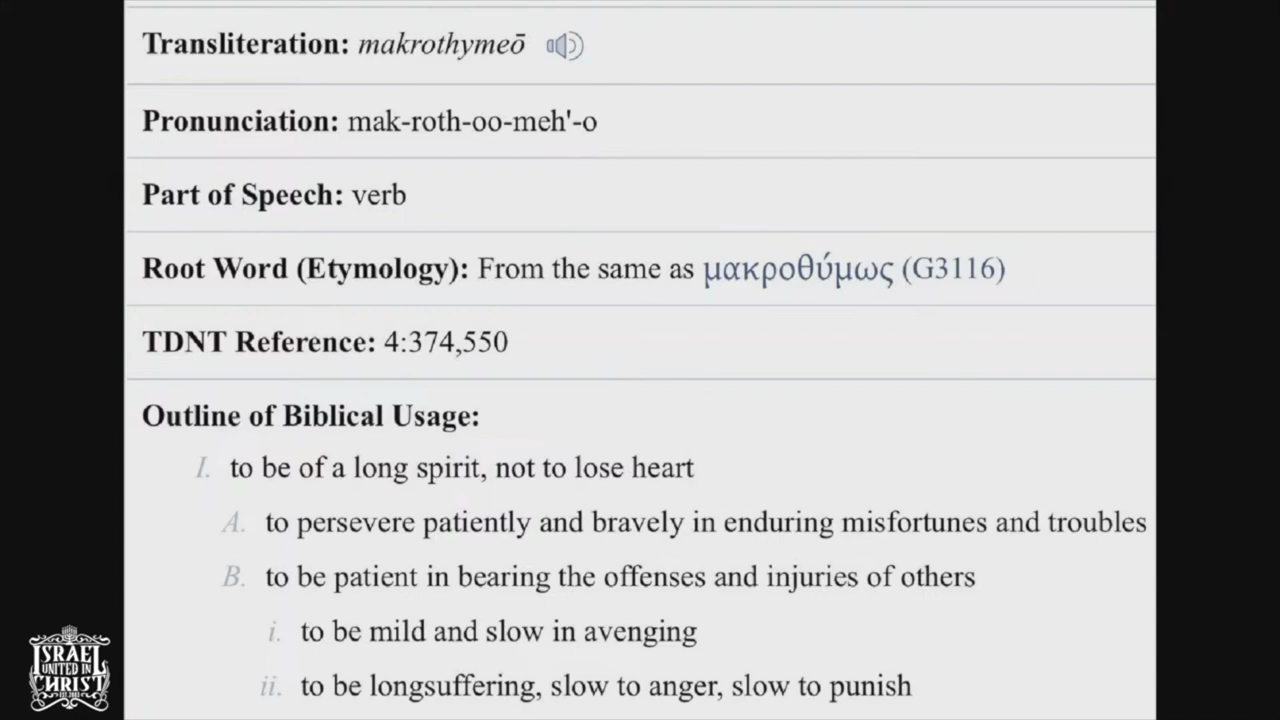 Transliteration: makrothymeō
Pronunciation: mak-roth-oo-meh'-o
Part of Speech: verb
Root Word (Etymology): From the same as μακροθύμως (G3116)
TDNT Reference: 4:374,550
Outline of Biblical Usage:
I. to be of a long spirit, not to lose heart
A. to persevere patiently and bravely in enduring misfortunes and troubles
B. to be patient in bearing the offenses and injuries of others
i. to be mild and slow in avenging
ii. to be longsuffering, slow to anger, slow to punish
ISRAEL
UNITED IN
CHRIST
EST. 2003